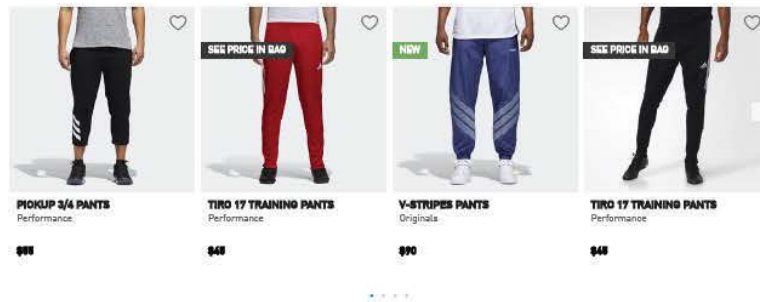 SEE PRICE IN BAG
NEW
SEE PRICE IN BAG
PICKUP 3/4 PANTS
Performance
$55
TIRO 17 TRAINING PANTS
Performance
$45
V-STRIPES PANTS
Originals
$90
TIRO 17 TRAINING PANTS
Performance
$45